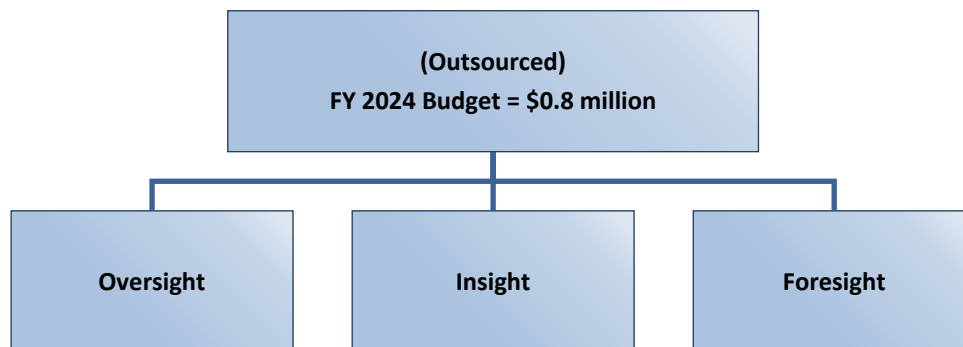 (Outsourced)
FY 2024 Budget = $0.8 million
Oversight
Insight
Foresight